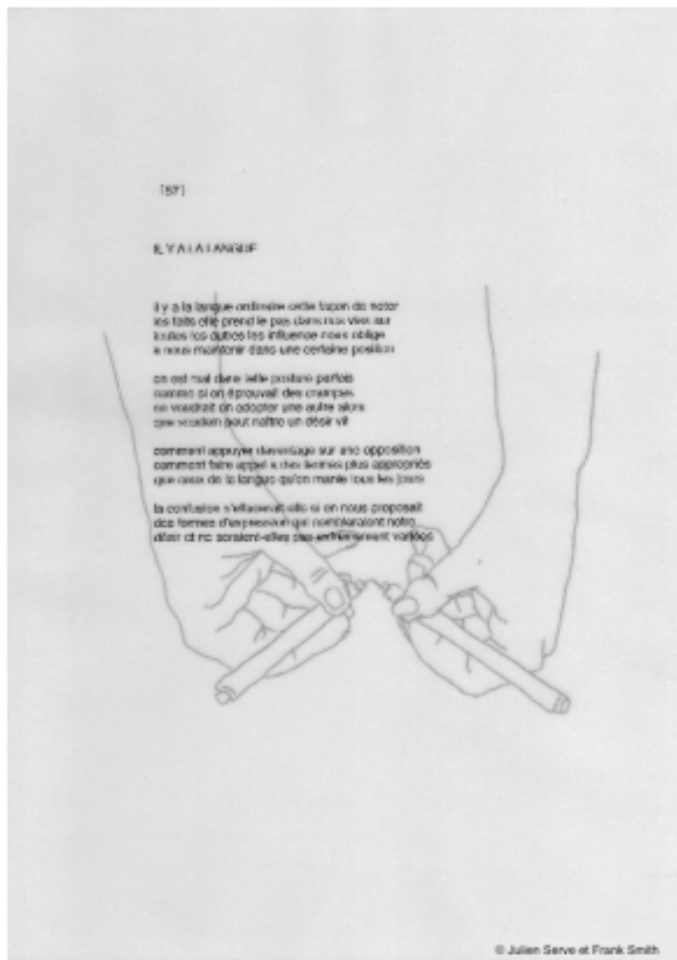 [57]
IL Y A LA LANGUE
il y a la langue ordinaire cette façon de noter
les faits elle prend le pas dans nos vies sur
toutes les autres les influence nous oblige
à nous maintenir dans une certaine position
on est mal dans telle posture parfois
comme si on éprouvait des crampes
ne voudrait on adopter une autre alors
que soudain peut naître un désir vif
comment appuyer davantage sur une opposition
comment faire appel à des termes plus appropriés
que ceux de la langue qu'on manie tous les jours
la confusion s'effacerait-elle si on nous proposait
des formes d'expression qui combleraient notre
désir et ne seraient-elles pas extrêmement variées
© Julien Serve et Frank Smith